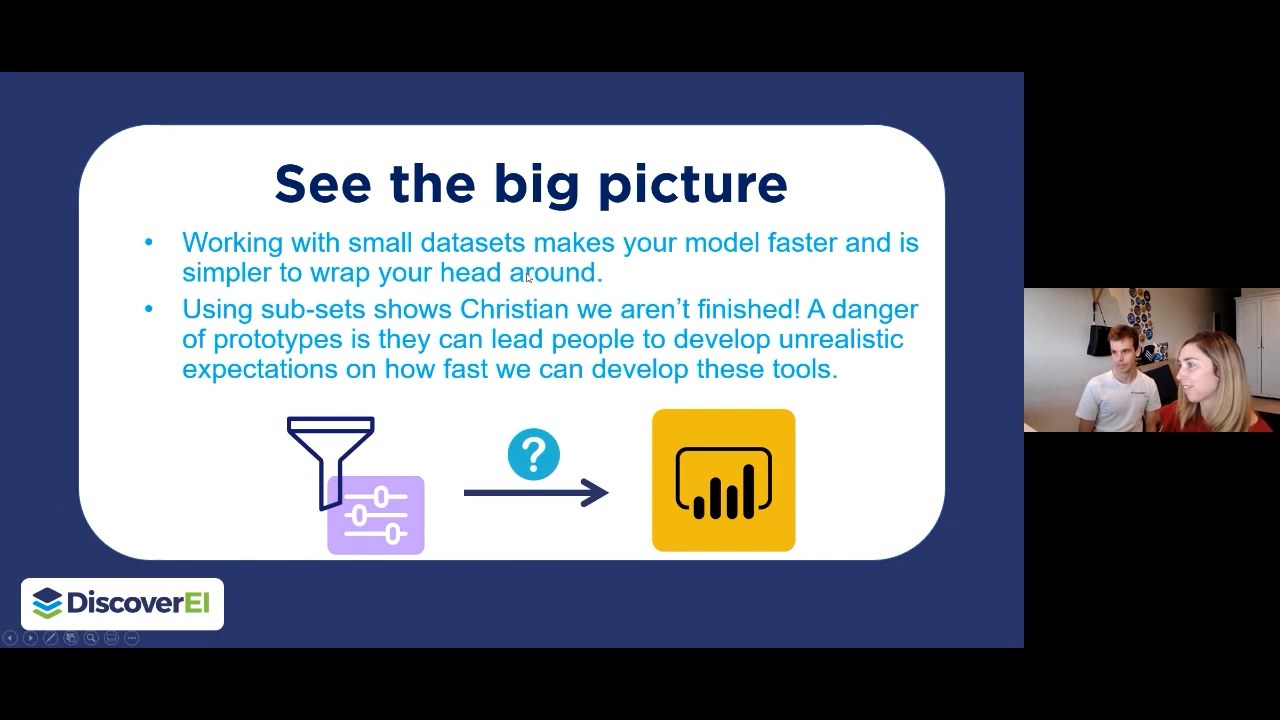 See the big picture
• Working with small datasets makes your model faster and is
simpler to wrap your head around.
• Using sub-sets shows Christian we aren’t finished! A danger
of prototypes is they can lead people to develop unrealistic
expectations on how fast we can develop these tools.
?
DiscoverEI